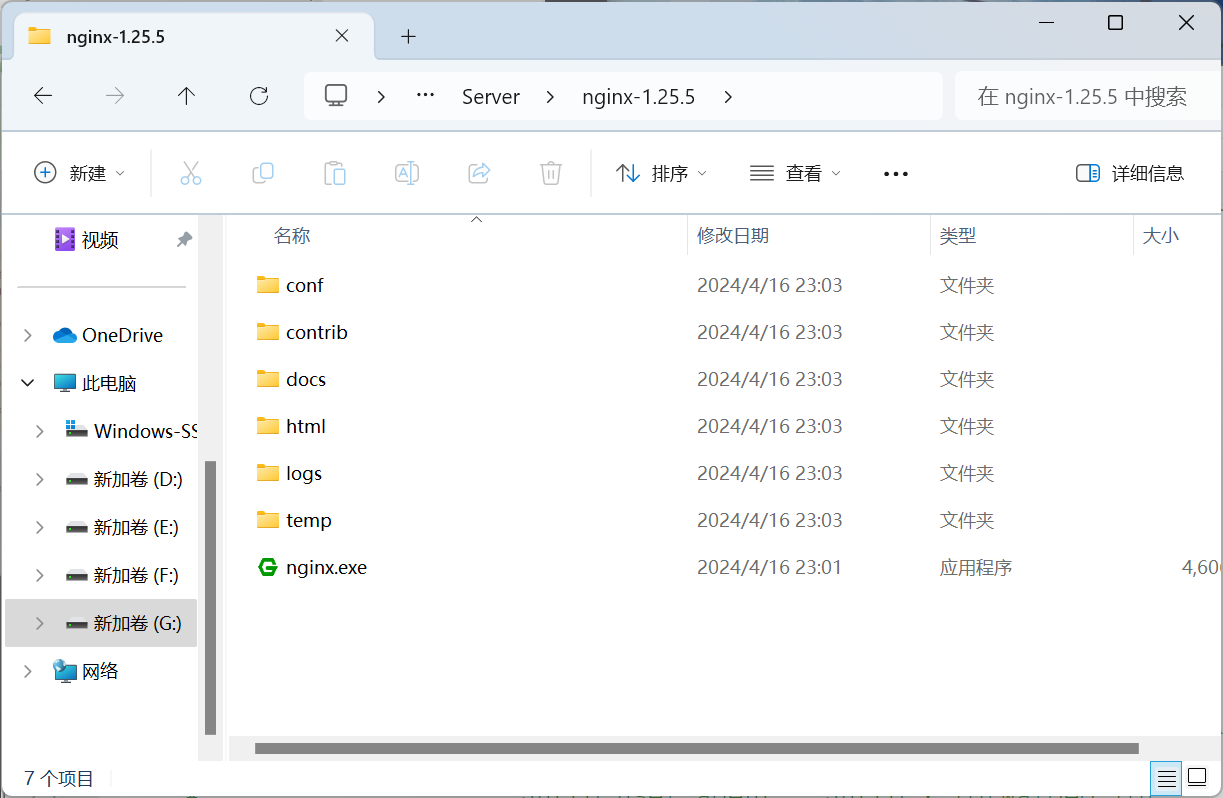 nginx-1.25.5
Server nginx-1.25.5 在 nginx-1.25.5 中搜索
新建 排序 查看 详细信息
视频
OneDrive
此电脑
Windows-SS
新加卷 (D:)
新加卷 (E:)
新加卷 (F:)
新加卷 (G:)
网络
名称 修改日期 类型 大小
conf 2024/4/16 23:03 文件夹
contrib 2024/4/16 23:03 文件夹
docs 2024/4/16 23:03 文件夹
html 2024/4/16 23:03 文件夹
logs 2024/4/16 23:03 文件夹
temp 2024/4/16 23:03 文件夹
nginx.exe 2024/4/16 23:01 应用程序 4,600
7 个项目